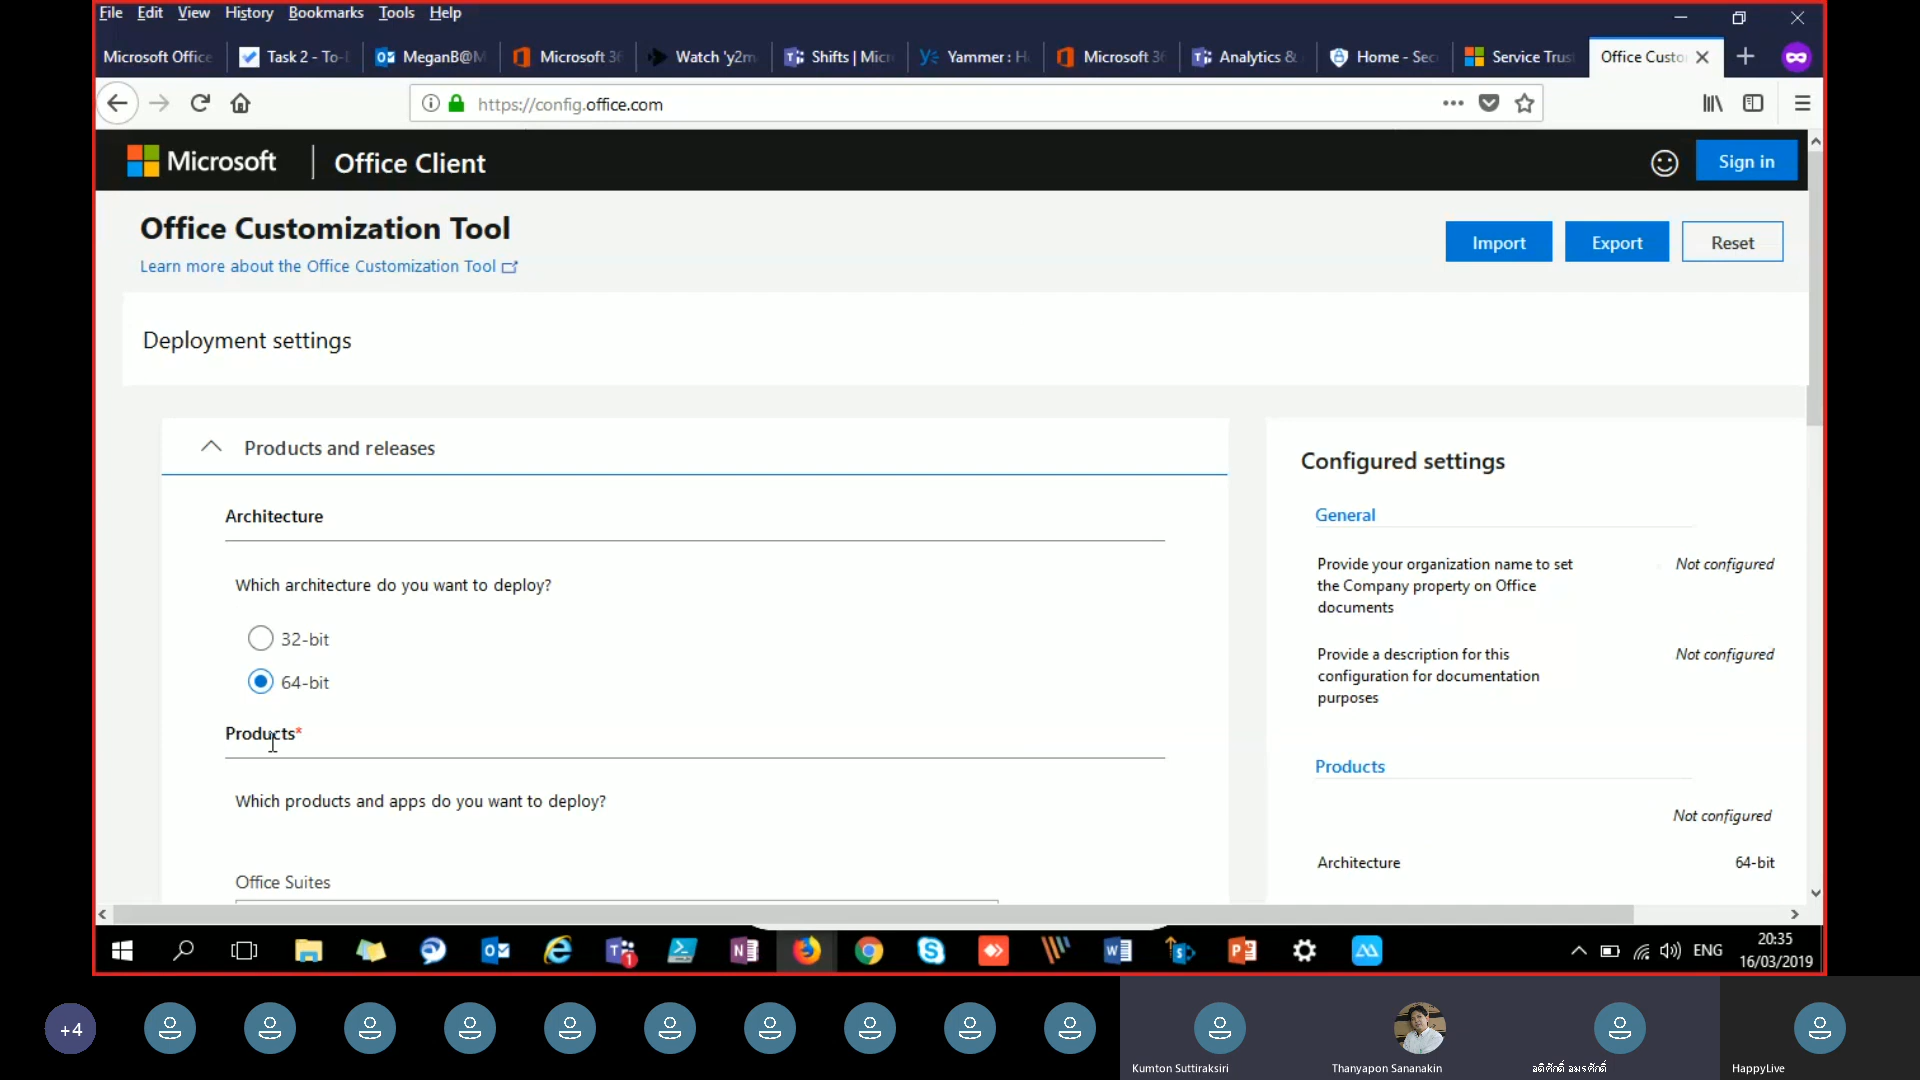 File Edit View History Bookmarks Tools Help
Microsoft Office
Task 2 - To-
MeganB@M
Microsoft 36
Watch 'y2m
Shifts | Micr
Yammer : H
Microsoft 36
Analytics &
Home - Sec
Service Trus
Office Custo
https://config.office.com
Microsoft
Office Client
Sign in
Office Customization Tool
Learn more about the Office Customization Tool
Import
Export
Reset
Deployment settings
Products and releases
Architecture
Which architecture do you want to deploy?
32-bit
64-bit
Products*
Which products and apps do you want to deploy?
Office Suites
Configured settings
General
Provide your organization name to set
the Company property on Office
documents
Not configured
Provide a description for this
configuration for documentation
purposes
Not configured
Products
Not configured
Architecture
64-bit
ENG
20:35
16/03/2019
+4
Kumton Suttiraksiri
Thanyapon Sananakin
HappyLive